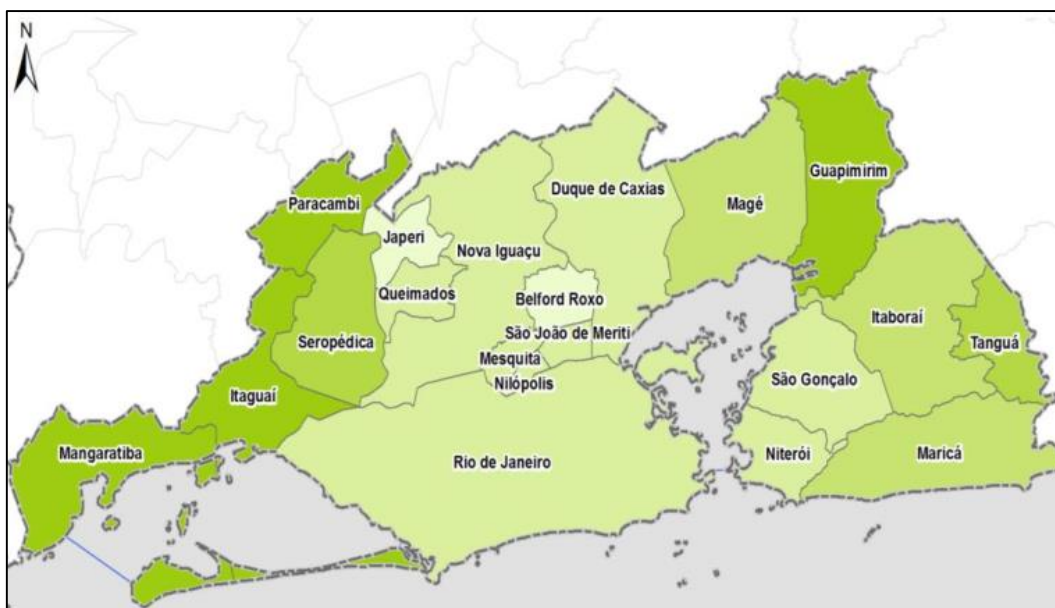 N
Guapimirim
Duque de Caxias
Paracambi
Magé
Japeri
Nova Iguaçu
Queimados
Belford Roxo
Itaboraí
São João de Meriti
Seropédica
Tanguá
Mesquita
São Gonçalo
Nilópolis
Itaguaí
Mangaratiba
Niterói
Maricá
Rio de Janeiro